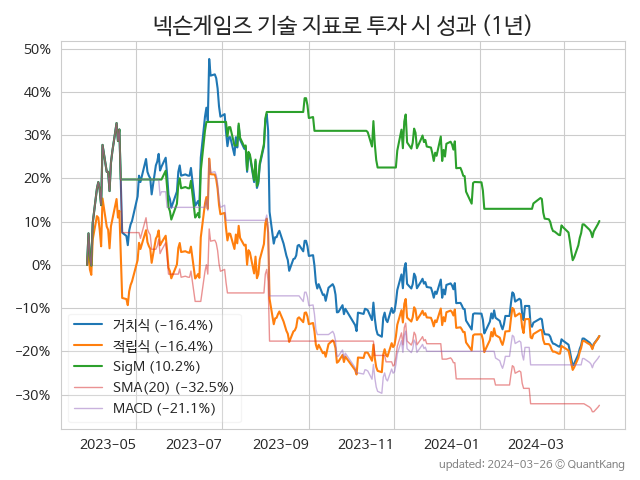 넥슨게임즈 기술 지표로 투자 시 성과 (1년)
50%
40%
30%
20%
10%
0%
−10%
−20%
−30%
거치식 (−16.4%)
적립식 (−16.4%)
SigM (10.2%)
SMA(20) (−32.5%)
MACD (−21.1%)
2023-05 2023-07 2023-09 2023-11 2024-01 2024-03
updated: 2024-03-26 © QuantKang